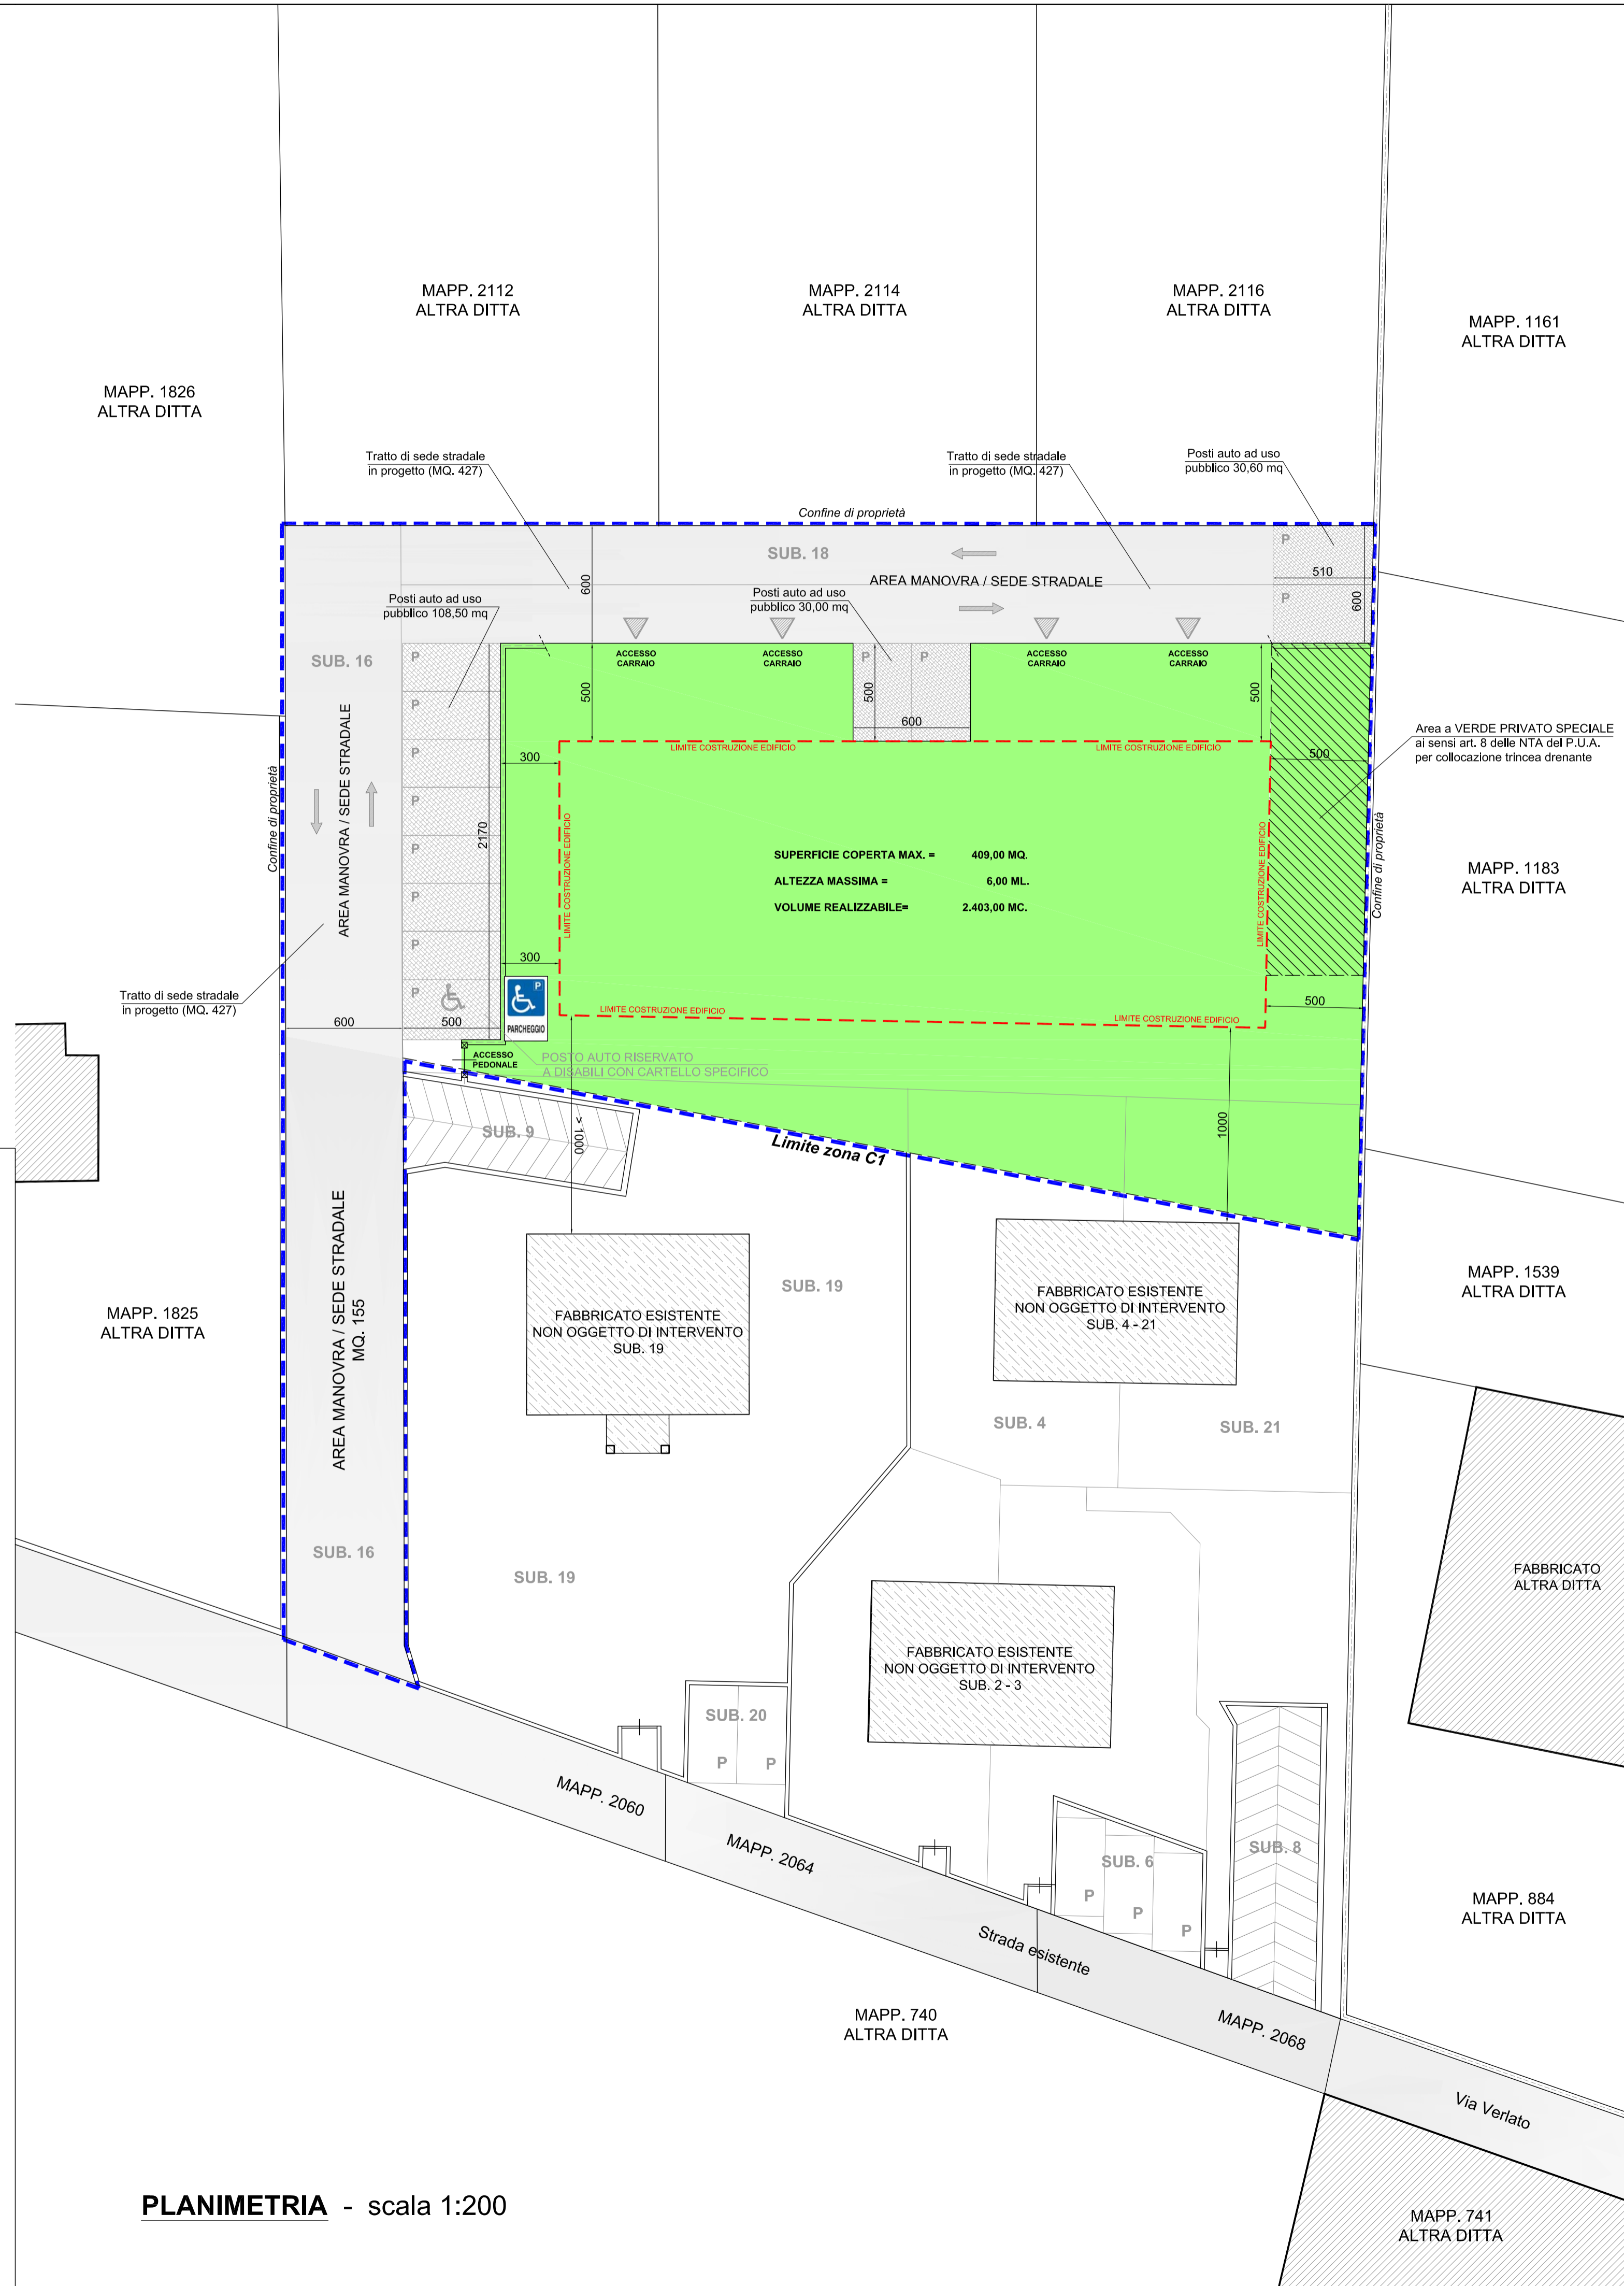 MAPP. 2112
ALTRA DITTA
MAPP. 2114
ALTRA DITTA
MAPP. 2116
ALTRA DITTA
MAPP. 1161
ALTRA DITTA
MAPP. 1826
ALTRA DITTA
Tratto di sede stradale
in progetto (MQ. 427)
Tratto di sede stradale
in progetto (MQ. 427)
Posti auto ad uso
pubblico 30,60 mq
Confine di proprietà
SUB. 18
AREA MANOVRA / SEDE STRADALE
P
510
600
P
600
Posti auto ad uso
pubblico 108,50 mq
Posti auto ad uso
pubblico 30,00 mq
SUB. 16
ACCESSO
CARRAIO
ACCESSO
CARRAIO
ACCESSO
CARRAIO
ACCESSO
CARRAIO
P
P
P
P
P
P
P
P
P
P
500
500
500
600
300
LIMITE COSTRUZIONE EDIFICIO
LIMITE COSTRUZIONE EDIFICIO
500
Area a VERDE PRIVATO SPECIALE
ai sensi art. 8 delle NTA del P.U.A.
per collocazione trincea drenante
Confine di proprietà
AREA MANOVRA / SEDE STRADALE
2170
LIMITE COSTRUZIONE EDIFICIO
LIMITE COSTRUZIONE EDIFICIO
Confine di proprietà
SUPERFICIE COPERTA MAX. = 409,00 MQ.
ALTEZZA MASSIMA = 6,00 ML.
VOLUME REALIZZABILE= 2.403,00 MC.
MAPP. 1183
ALTRA DITTA
300
Tratto di sede stradale
in progetto (MQ. 427)
P
PARCHEGGIO
LIMITE COSTRUZIONE EDIFICIO
LIMITE COSTRUZIONE EDIFICIO
500
600
500
ACCESSO
PEDONALE
POSTO AUTO RISERVATO
A DISABILI CON CARTELLO SPECIFICO
SUB. 9
> 1000
1000
Limite zona C1
AREA MANOVRA / SEDE STRADALE
MQ. 155
MAPP. 1825
ALTRA DITTA
SUB. 19
FABBRICATO ESISTENTE
NON OGGETTO DI INTERVENTO
SUB. 19
FABBRICATO ESISTENTE
NON OGGETTO DI INTERVENTO
SUB. 4 - 21
MAPP. 1539
ALTRA DITTA
SUB. 4
SUB. 21
SUB. 16
SUB. 19
FABBRICATO
ALTRA DITTA
FABBRICATO ESISTENTE
NON OGGETTO DI INTERVENTO
SUB. 2 - 3
SUB. 20
P
P
MAPP. 2060
MAPP. 2064
SUB. 6
P
P
P
SUB. 8
MAPP. 884
ALTRA DITTA
Strada esistente
MAPP. 740
ALTRA DITTA
MAPP. 2068
Via Verlato
PLANIMETRIA - scala 1:200
MAPP. 741
ALTRA DITTA